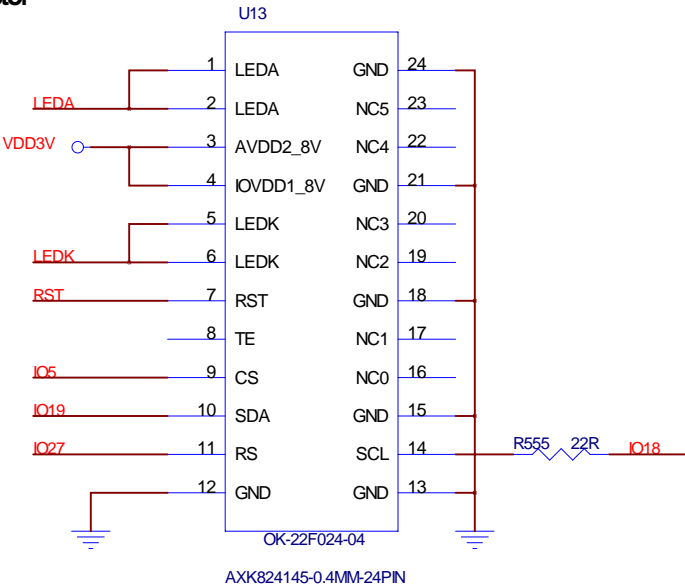 U13
1 LEDA GND 24
LEDA 2 LEDA NC5 23
VDD3V 3 AVDD2_8V NC4 22
4 IOVDD1_8V GND 21
5 LEDK NC3 20
LEDK 6 LEDK NC2 19
RST 7 RST GND 18
8 TE NC1 17
IO5 9 CS NC0 16
IO19 10 SDA GND 15
IO27 11 RS SCL 14 R555 22R IO18
12 GND GND 13
OK-22F024-04
AXK824145-0.4MM-24PIN